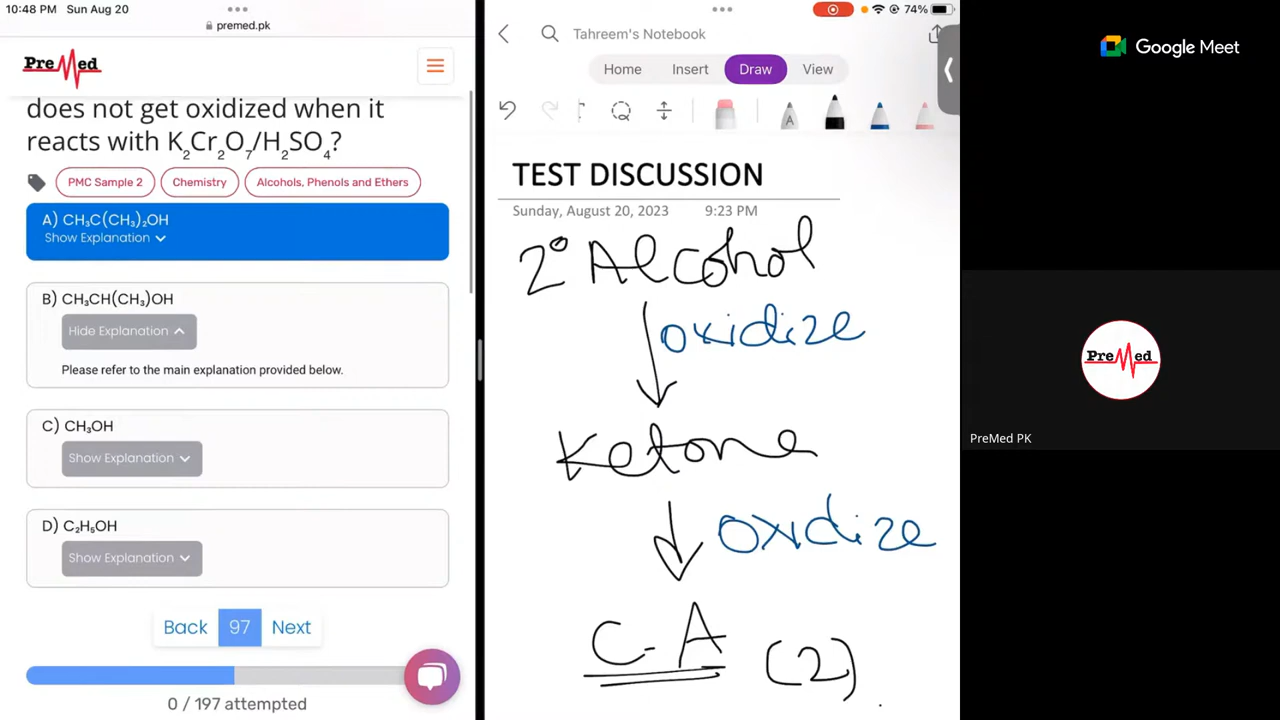 10:48 PM Sun Aug 20
premed.pk
PreMed
does not get oxidized when it
reacts with K2Cr2O7/H2SO4?
PMC Sample 2
Chemistry
Alcohols, Phenols and Ethers
A) CH3C(CH3)2OH
Show Explanation
B) CH3CH(CH3)OH
Hide Explanation
Please refer to the main explanation provided below.
C) CH3OH
Show Explanation
D) C2H5OH
Show Explanation
Back 97 Next
0 / 197 attempted
74%
Tahreem's Notebook
Home Insert Draw View
A
TEST DISCUSSION
Sunday, August 20, 2023 9:23 PM
2° Alcohol
oxidize
Ketone
oxidize
C-A (2)
Google Meet
PreMed
PreMed PK